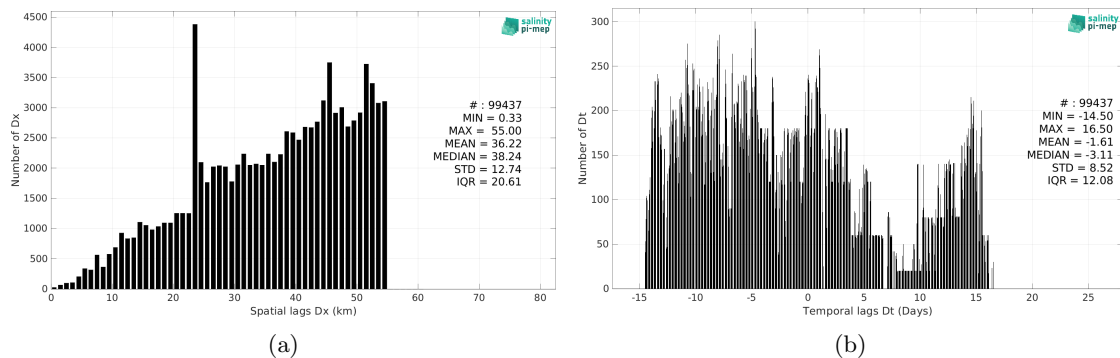 4500
4000
3500
3000
2500
2000
1500
1000
500
0
Number of Dx
0 10 20 30 40 50 60 70 80
Spatial lags Dx (km)
salinity
pi-mep
# : 99437
MIN = 0.33
MAX = 55.00
MEAN = 36.22
MEDIAN = 38.24
STD = 12.74
IQR = 20.61
(a)
300
250
200
150
100
50
0
Number of Dt
-15 -10 -5 0 5 10 15 20 25
Temporal lags Dt (Days)
salinity
pi-mep
# : 99437
MIN = -14.50
MAX = 16.50
MEAN = -1.61
MEDIAN = -3.11
STD = 8.52
IQR = 12.08
(b)